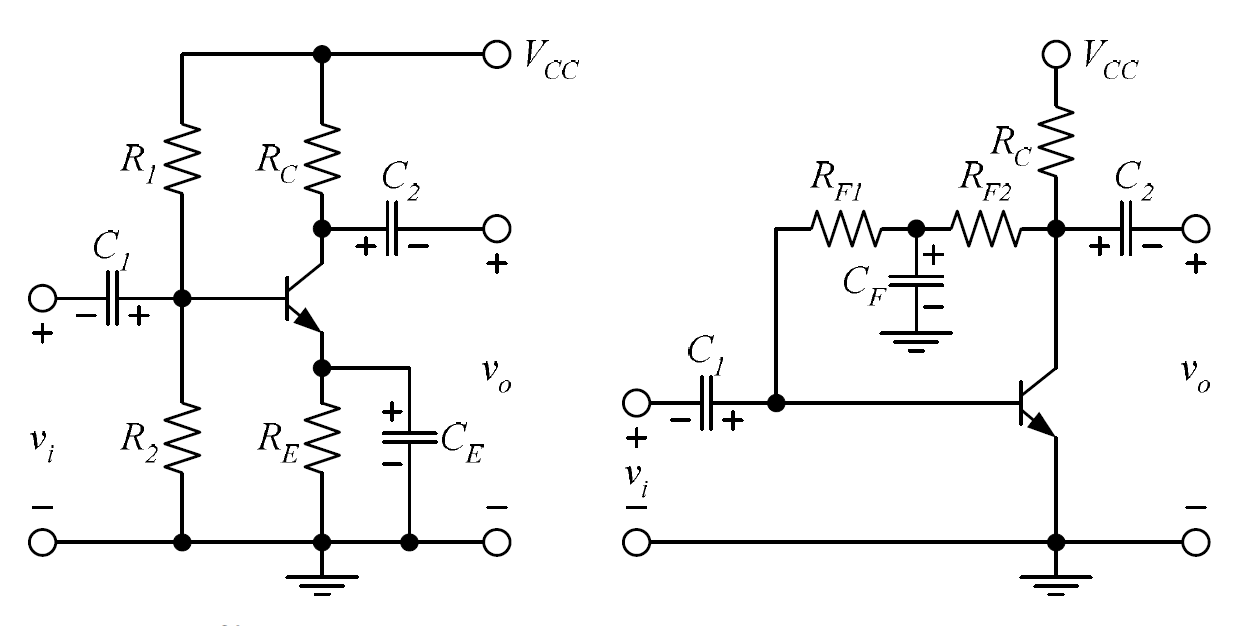 V_CC
R_1
R_C
C_2
+ −
+
C_1
− +
+
v_i
R_2
R_E
+
−
C_E
v_o
−
−
V_CC
R_C
R_F1
R_F2
C_2
+ −
+
C_F
+
−
C_1
− +
+
v_i
−
v_o
−